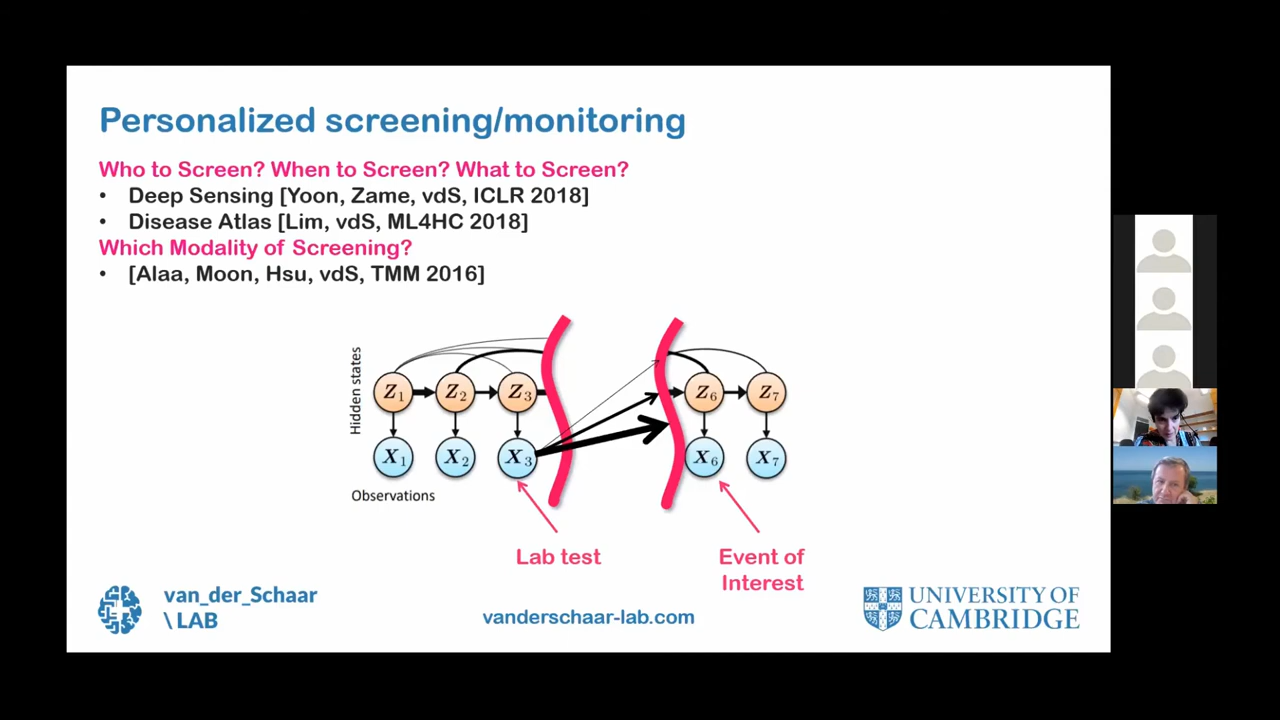 Personalized screening/monitoring
Who to Screen? When to Screen? What to Screen?
• Deep Sensing [Yoon, Zame, vdS, ICLR 2018]
• Disease Atlas [Lim, vdS, ML4HC 2018]
Which Modality of Screening?
• [Alaa, Moon, Hsu, vdS, TMM 2016]
Hidden states
Z1 Z2 Z3 Z6 Z7
X1 X2 X3 X6 X7
Observations
Lab test
Event of
Interest
van_der_Schaar
\ LAB
vanderschaar-lab.com
UNIVERSITY OF
CAMBRIDGE